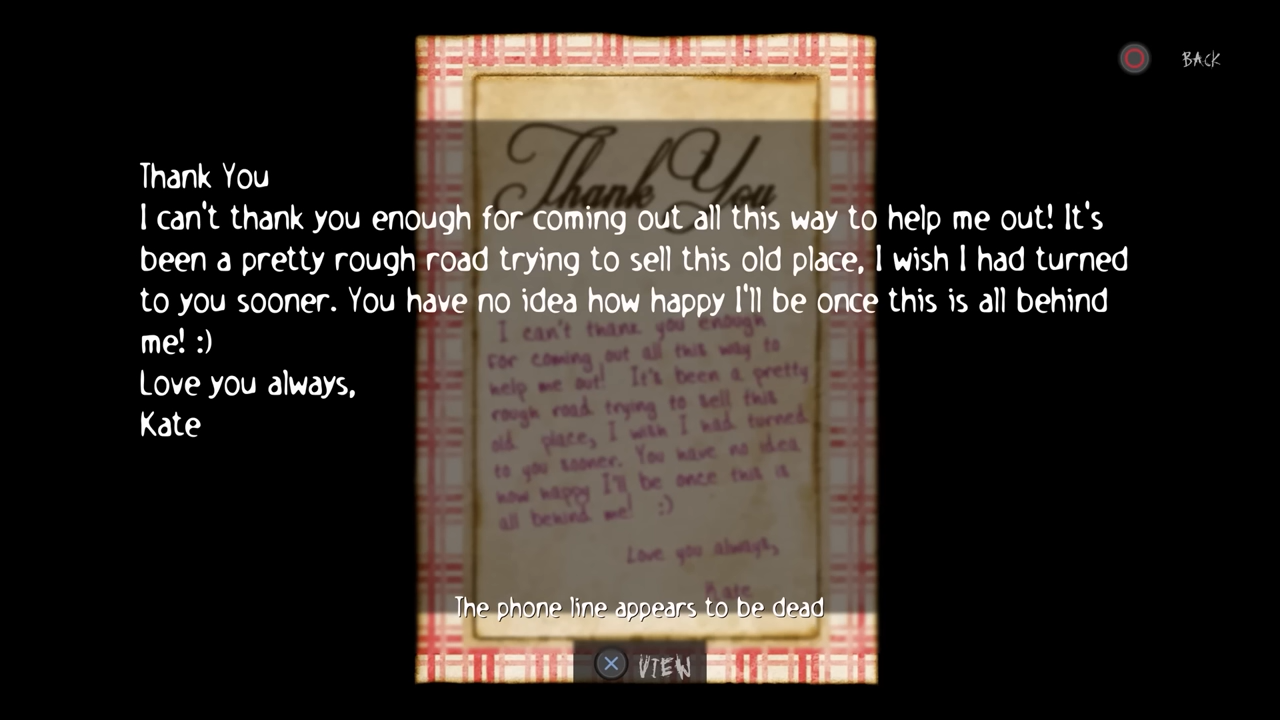 BACK
Thank You
Thank You
I can't thank you enough for coming out all this way to help me out! It's
been a pretty rough road trying to sell this old place, I wish I had turned
to you sooner. You have no idea how happy I'll be once this is all behind
me! :)
Love you always,
Kate
I can't thank you enough
for coming out all this way to
help me out! It's been a pretty
rough road trying to sell this
old place, I wish I had turned
to you sooner. You have no idea
how happy I'll be once this is
all behind me! :)
Love you always,
Kate
The phone line appears to be dead
VIEW